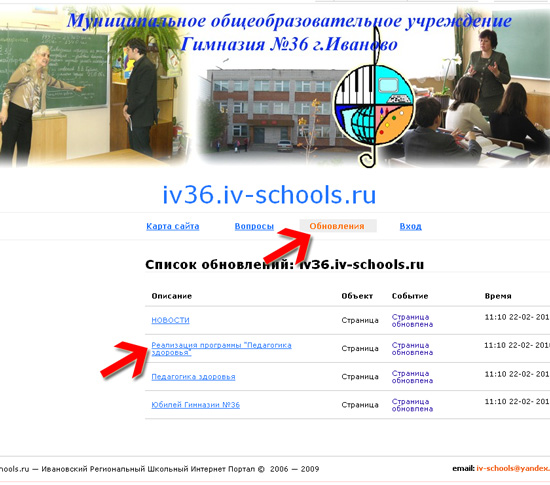 Муниципальное общеобразовательное учреждение
Гимназия №36 г.Иваново
iv36.iv-schools.ru
Карта сайта Вопросы Обновления Вход
Список обновлений: iv36.iv-schools.ru
Описание Объект Событие Время
НОВОСТИ Страница Страница обновлена 11:10 22-02- 201
Реализация программы "Педагогика
здоровья" Страница Страница обновлена 11:10 22-02- 201
Педагогика здоровья Страница Страница обновлена 11:10 22-02- 201
Юбилей Гимназии №36 Страница Страница обновлена 11:10 22-02- 201
hools.ru — Ивановский Региональный Школьный Интернет Портал © 2006 — 2009 email: iv-schools@yandex.